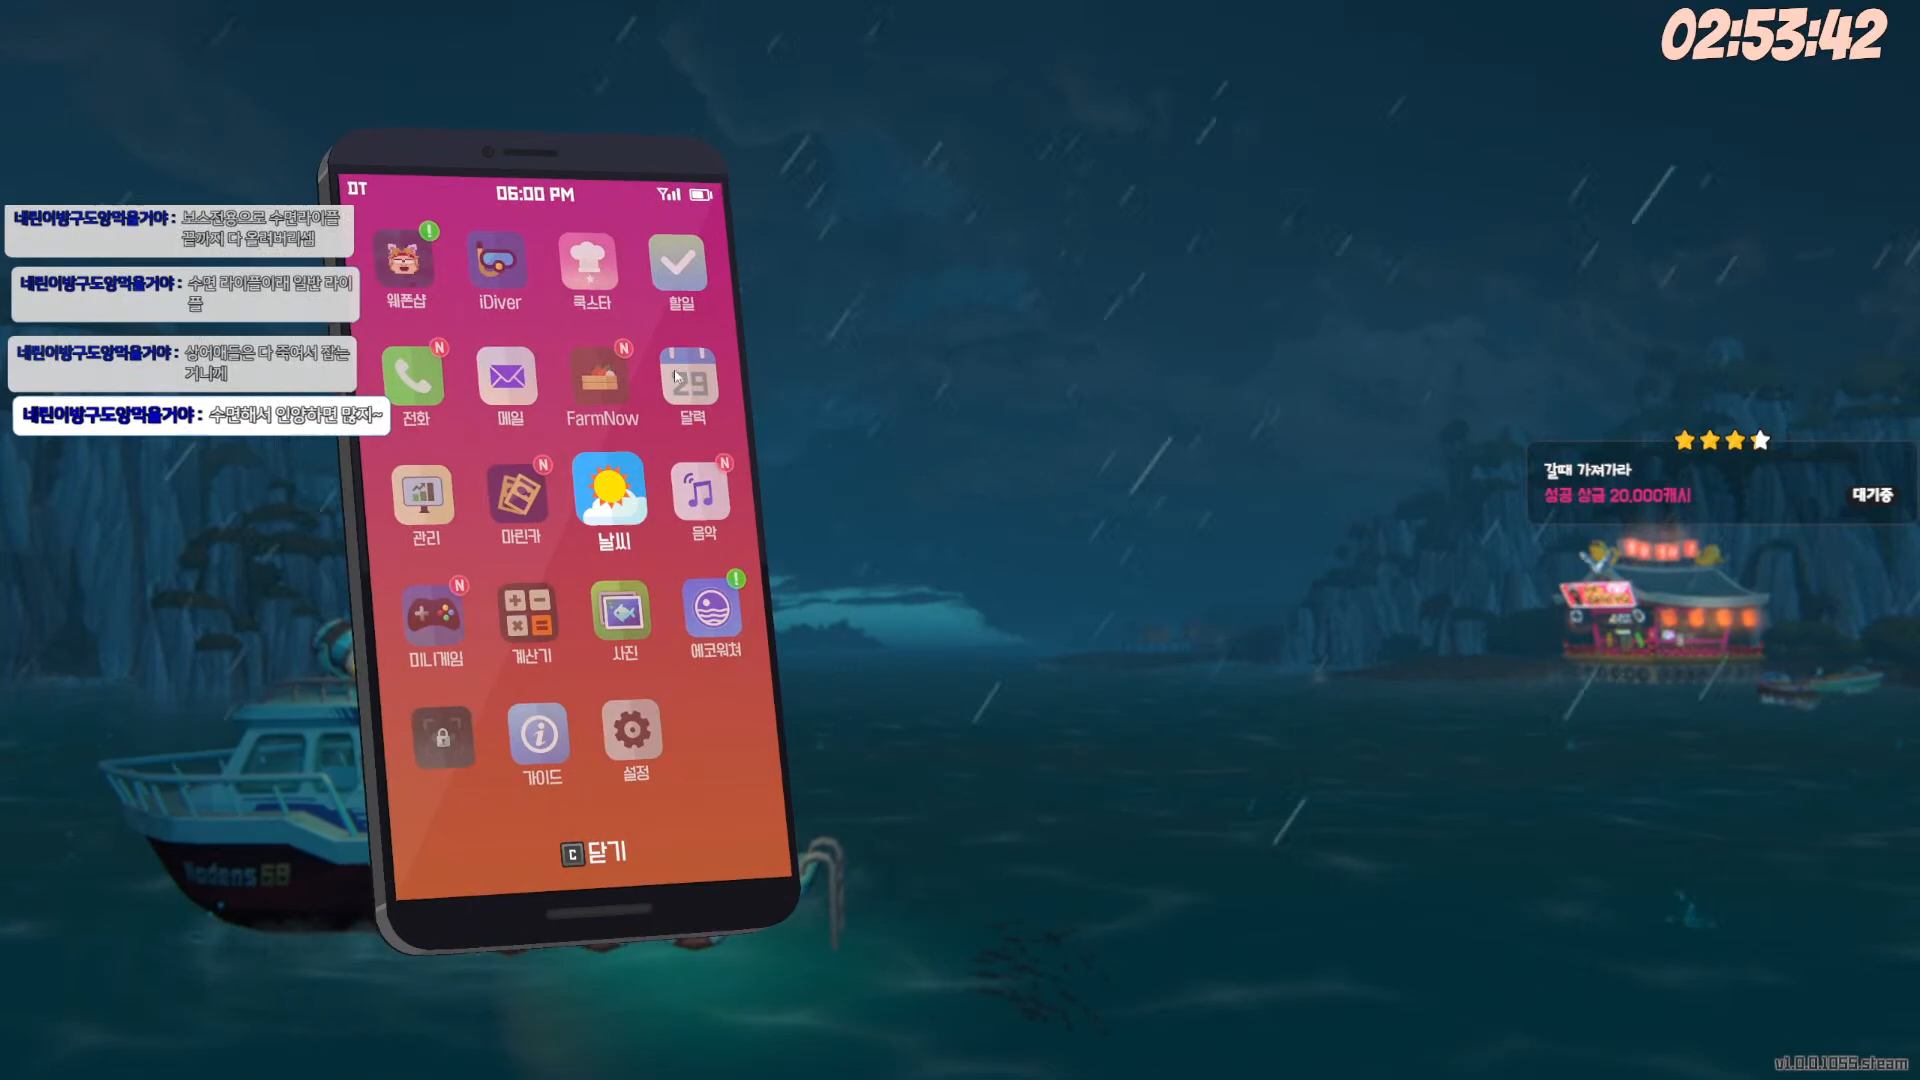 02:53:42
DT
06:00 PM
네린이방구도양먹을거야 : 보스전용으로 수면라이플
끝까지 다 올려버리셈
네린이방구도양먹을거야 : 수면 라이플이래 일반 라이
플
네린이방구도양먹을거야 : 상어애들은 다 죽여서 잡는
거니께
네린이방구도양먹을거야 : 수면해서 인양하면 많지~
웨폰샵
iDiver
쿡스타
할일
N
N
29
전화
메일
FarmNow
달력
N
N
관리
마린카
날씨
음악
N
미니게임
계산기
사진
에코워쳐
가이드
설정
C 닫기
갈때 가져가라
성공 상금 20,000캐시
대기중
Nadens 68
v1.0.0.1055.steam